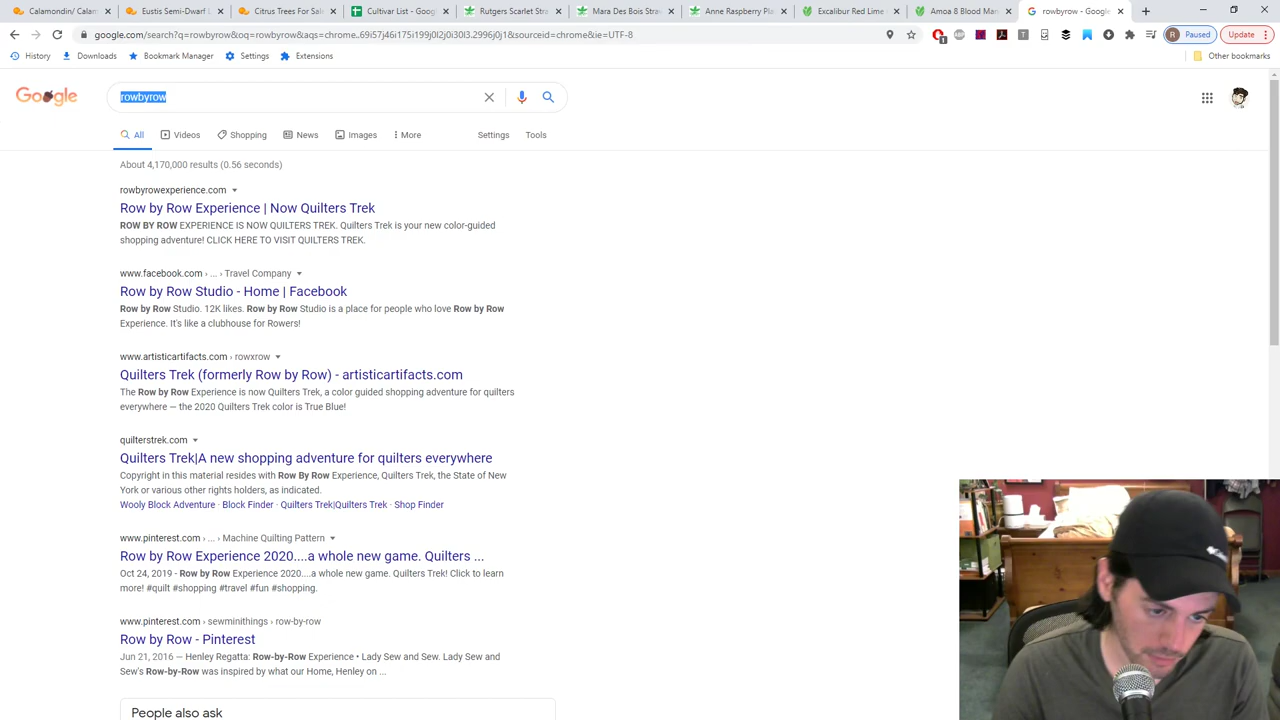 Calamondin/ Cal
Eustis Semi-Dwarf L
Citrus Trees For Sale
Cultivar List - Goog
Rutgers Scarlet Stra
Mara Des Bois Straw
Anne Raspberry Pla
Excalibur Red Lime
Amoa 8 Blood Man
rowbyrow - Google
google.com/search?q=rowbyrow&oq=rowbyrow&aqs=chrome..69i57j46i175i199j0l2j0i30l3.2996j0j1&sourceid=chrome&ie=UTF-8
R Paused
Update
History
Downloads
Bookmark Manager
Settings
Extensions
Other bookmarks
Google
rowbyrow
All
Videos
Shopping
News
Images
More
Settings
Tools
About 4,170,000 results (0.56 seconds)
rowbyrowexperience.com
Row by Row Experience | Now Quilters Trek
ROW BY ROW EXPERIENCE IS NOW QUILTERS TREK. Quilters Trek is your new color-guided
shopping adventure! CLICK HERE TO VISIT QUILTERS TREK.
www.facebook.com › ... › Travel Company
Row by Row Studio - Home | Facebook
Row by Row Studio. 12K likes. Row by Row Studio is a place for people who love Row by Row
Experience. It's like a clubhouse for Rowers!
www.artisticartifacts.com › rowxrow
Quilters Trek (formerly Row by Row) - artisticartifacts.com
The Row by Row Experience is now Quilters Trek, a color guided shopping adventure for quilters
everywhere — the 2020 Quilters Trek color is True Blue!
quilterstrek.com
Quilters Trek|A new shopping adventure for quilters everywhere
Copyright in this material resides with Row By Row Experience, Quilters Trek, the State of New
York or various other rights holders, as indicated.
Wooly Block Adventure · Block Finder · Quilters Trek|Quilters Trek · Shop Finder
www.pinterest.com › ... › Machine Quilting Pattern
Row by Row Experience 2020....a whole new game. Quilters ...
Oct 24, 2019 - Row by Row Experience 2020....a whole new game. Quilters Trek! Click to learn
more! #quilt #shopping #travel #fun #shopping.
www.pinterest.com › sewminithings › row-by-row
Row by Row - Pinterest
Jun 21, 2016 — Henley Regatta: Row-by-Row Experience • Lady Sew and Sew. Lady Sew and
Sew's Row-by-Row was inspired by what our Home, Henley on ...
People also ask